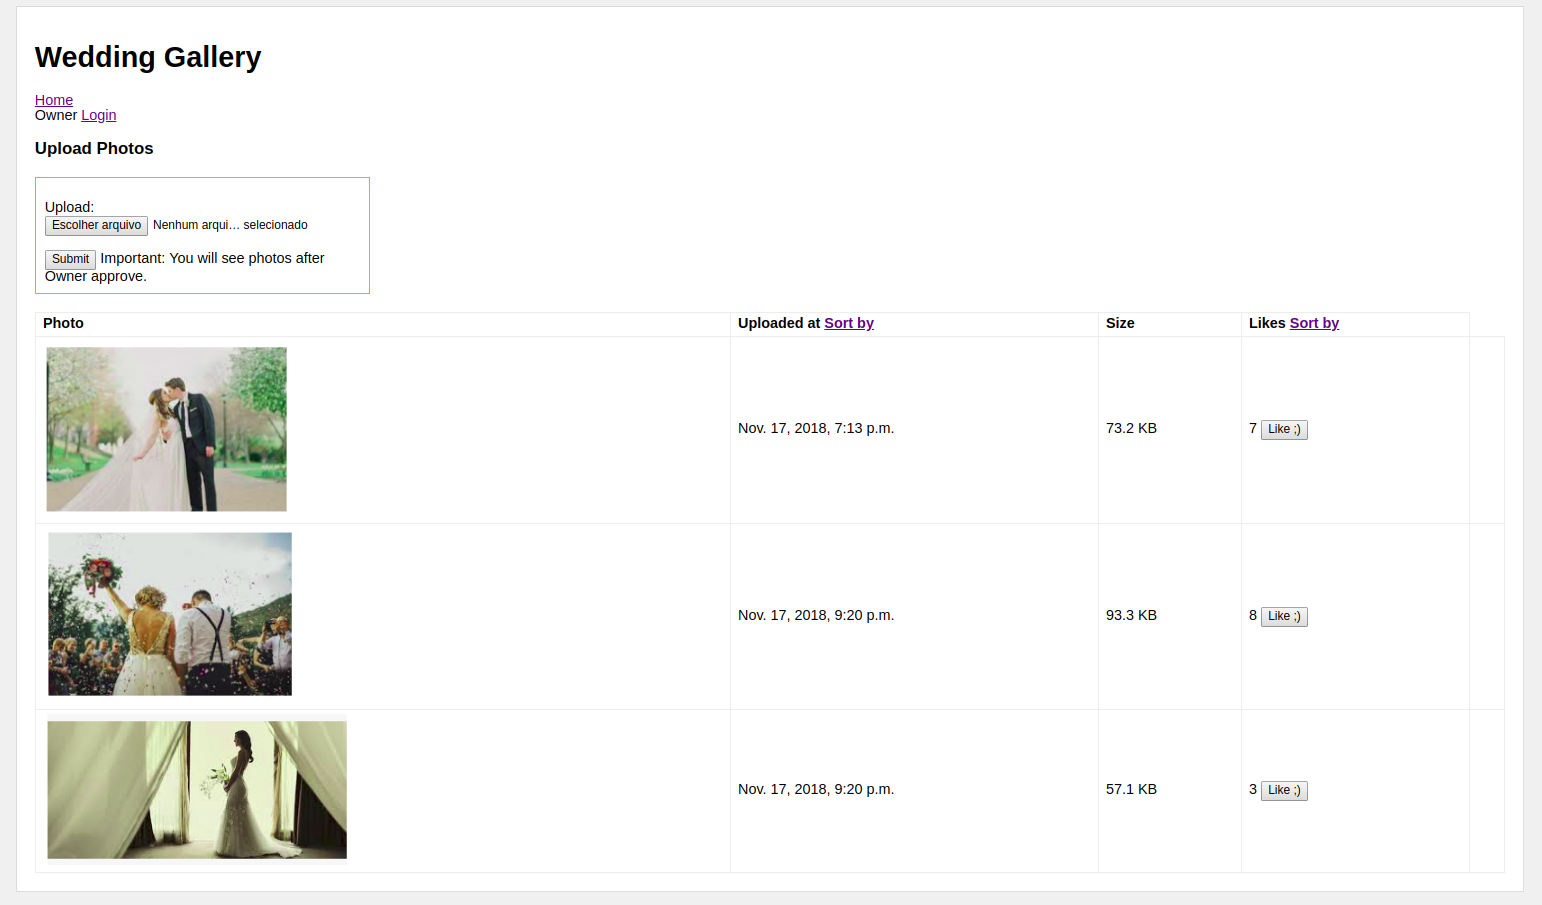 Wedding Gallery
Home
Owner Login
Upload Photos
Upload:
Escolher arquivo Nenhum arqui… selecionado
Submit Important: You will see photos after
Owner approve.
Photo Uploaded at Sort by Size Likes Sort by
Nov. 17, 2018, 7:13 p.m. 73.2 KB 7 Like ;)
Nov. 17, 2018, 9:20 p.m. 93.3 KB 8 Like ;)
Nov. 17, 2018, 9:20 p.m. 57.1 KB 3 Like ;)